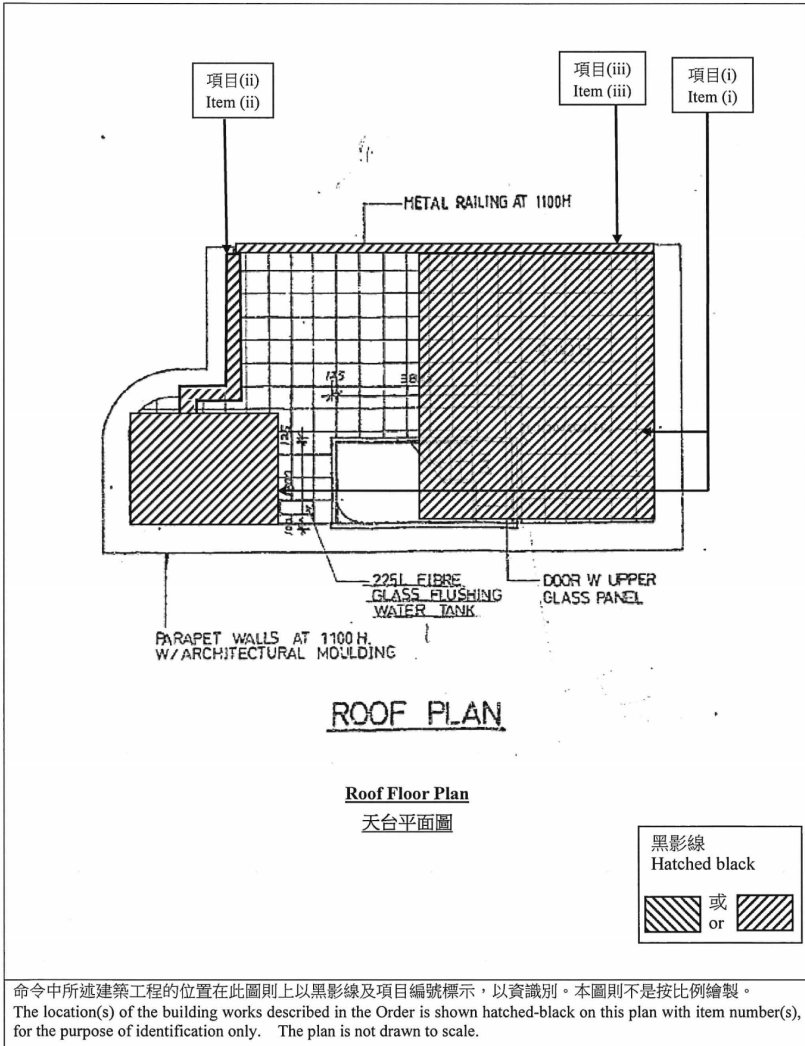 項目(ii)
Item (ii)
項目(iii)
Item (iii)
項目(i)
Item (i)
METAL RAILING AT 1100H
125
125
100
225L FIBRE
GLASS FLUSHING
WATER TANK
DOOR W UPPER
GLASS PANEL
PARAPET WALLS AT 1100H.
W/ARCHITECTURAL MOULDING
ROOF PLAN
Roof Floor Plan
天台平面圖
黑影線
Hatched black
或
or
命令中所述建築工程的位置在此圖則上以黑影線及項目編號標示，以資識別。本圖則不是按比例繪製。
The location(s) of the building works described in the Order is shown hatched-black on this plan with item number(s),
for the purpose of identification only. The plan is not drawn to scale.